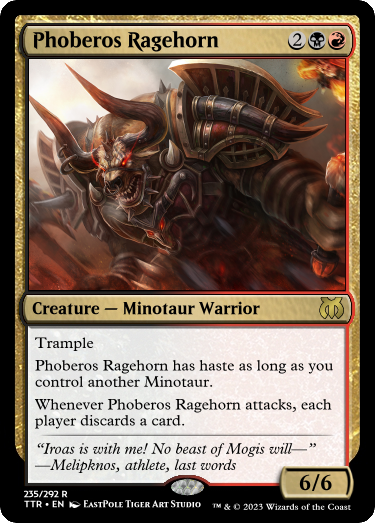 Phoberos Ragehorn 2
Creature — Minotaur Warrior
Trample
Phoberos Ragehorn has haste as long as you
control another Minotaur.
Whenever Phoberos Ragehorn attacks, each
player discards a card.
“Iroas is with me! No beast of Mogis will—”
—Melipknos, athlete, last words
6/6
235/292 R
TTR • EN EastPole Tiger Art Studio
™ & © 2023 Wizards of the Coast